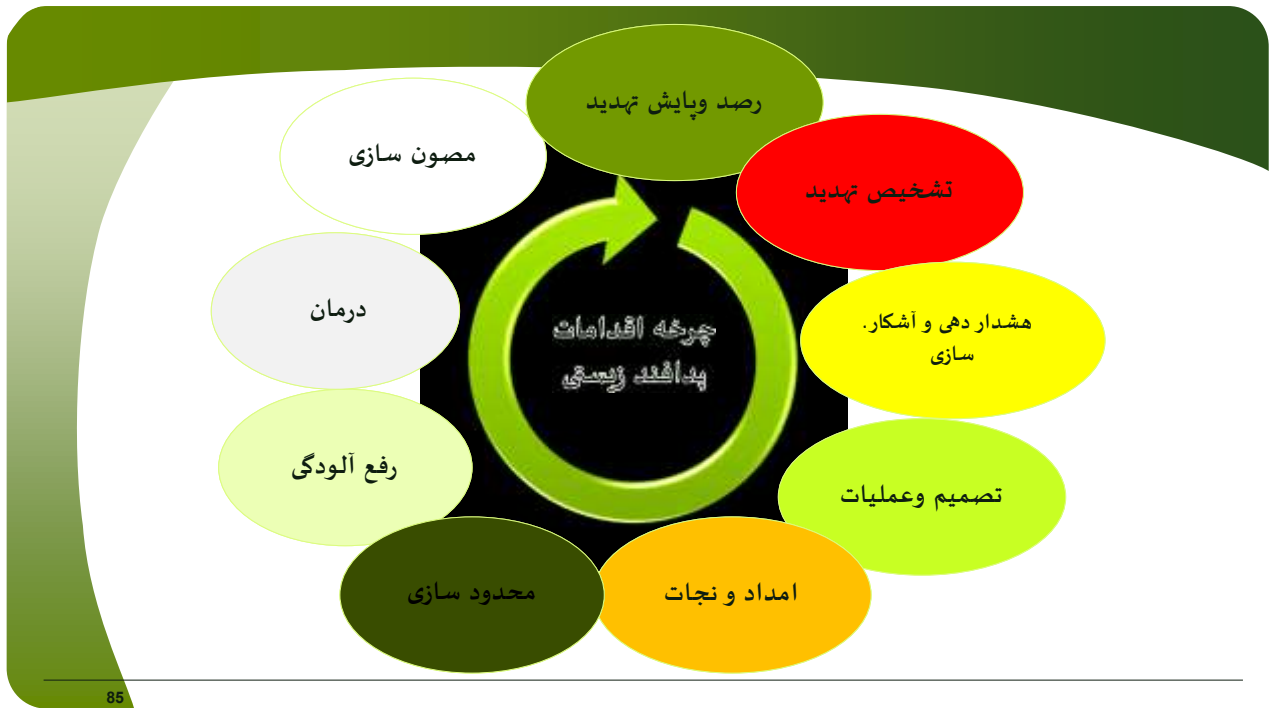 رصد وپایش تهدید
تشخیص تهدید
هشدار دهی و آشکار.
سازی
تصمیم وعملیات
امداد و نجات
محدود سازی
رفع آلودگی
درمان
مصون سازی
چرخه اقدامات
پدافند زیستی
85